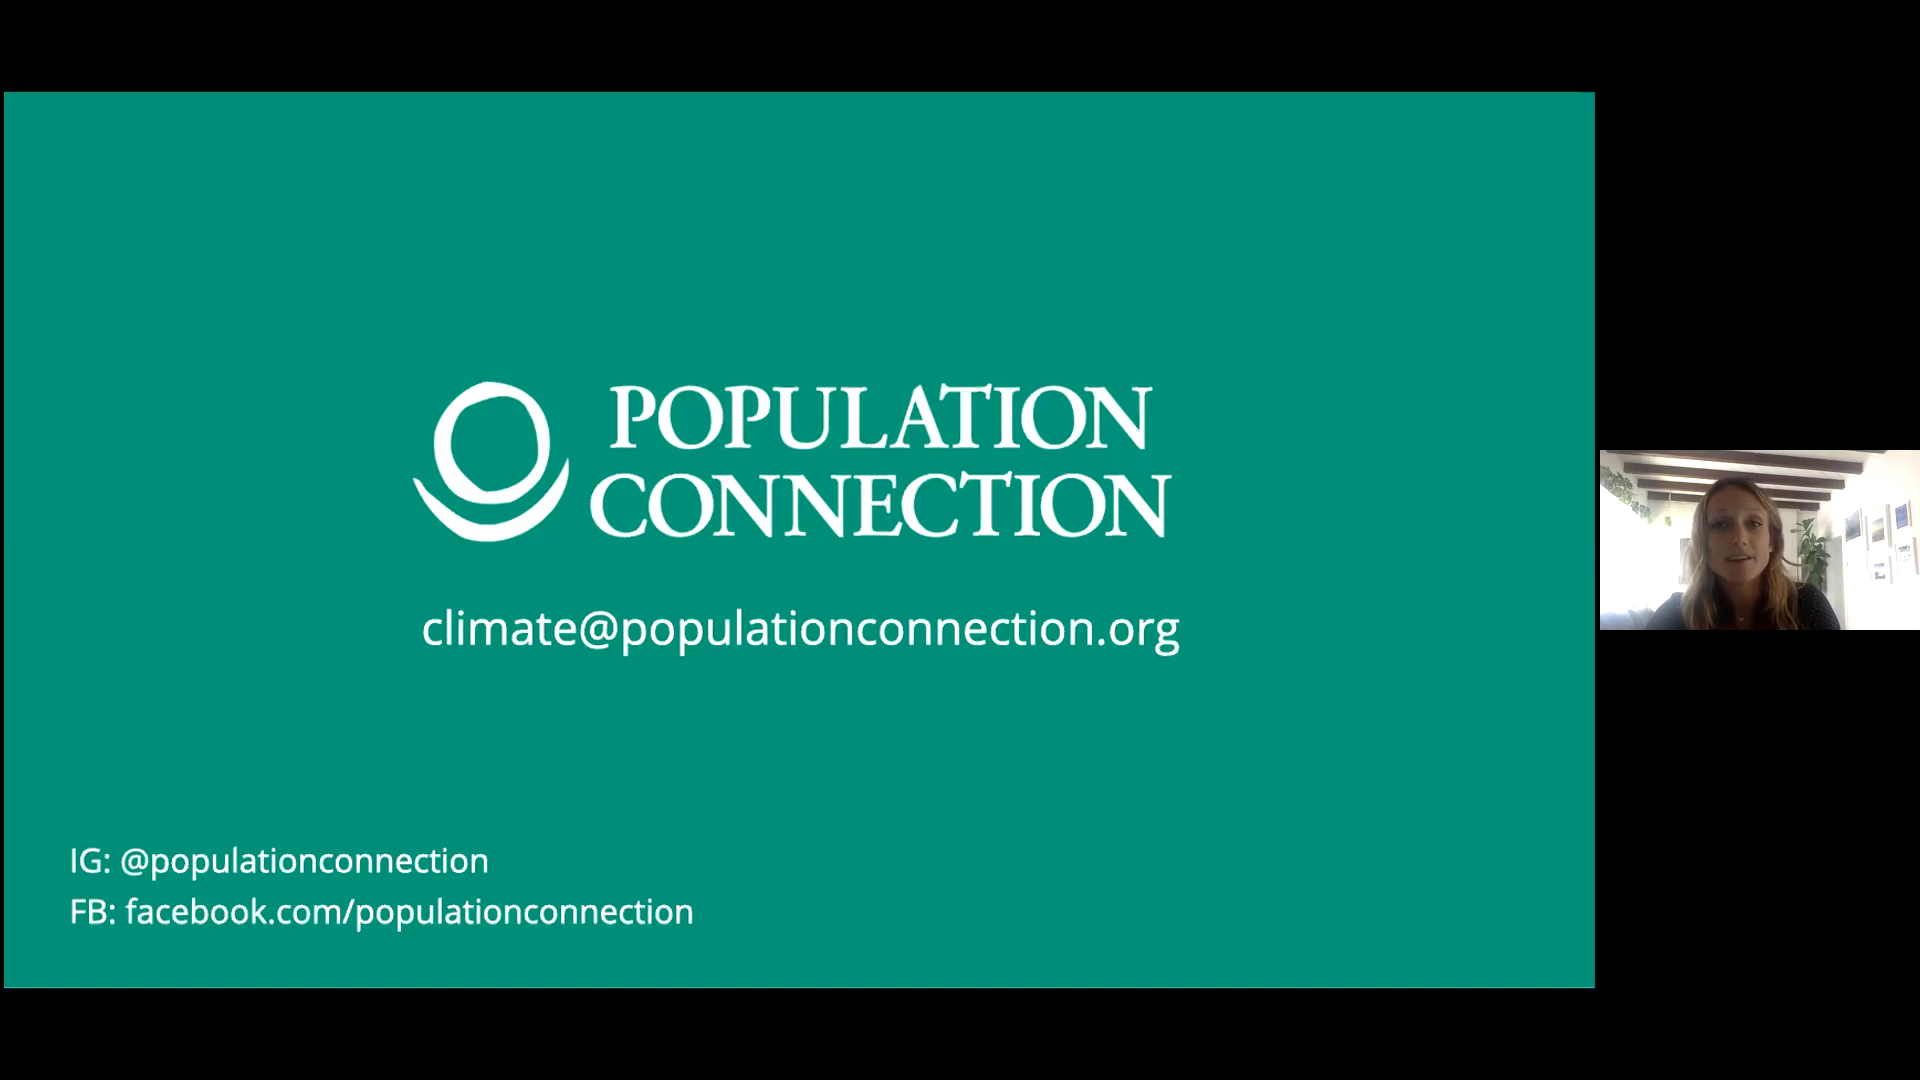 POPULATION
CONNECTION
climate@populationconnection.org
IG: @populationconnection
FB: facebook.com/populationconnection